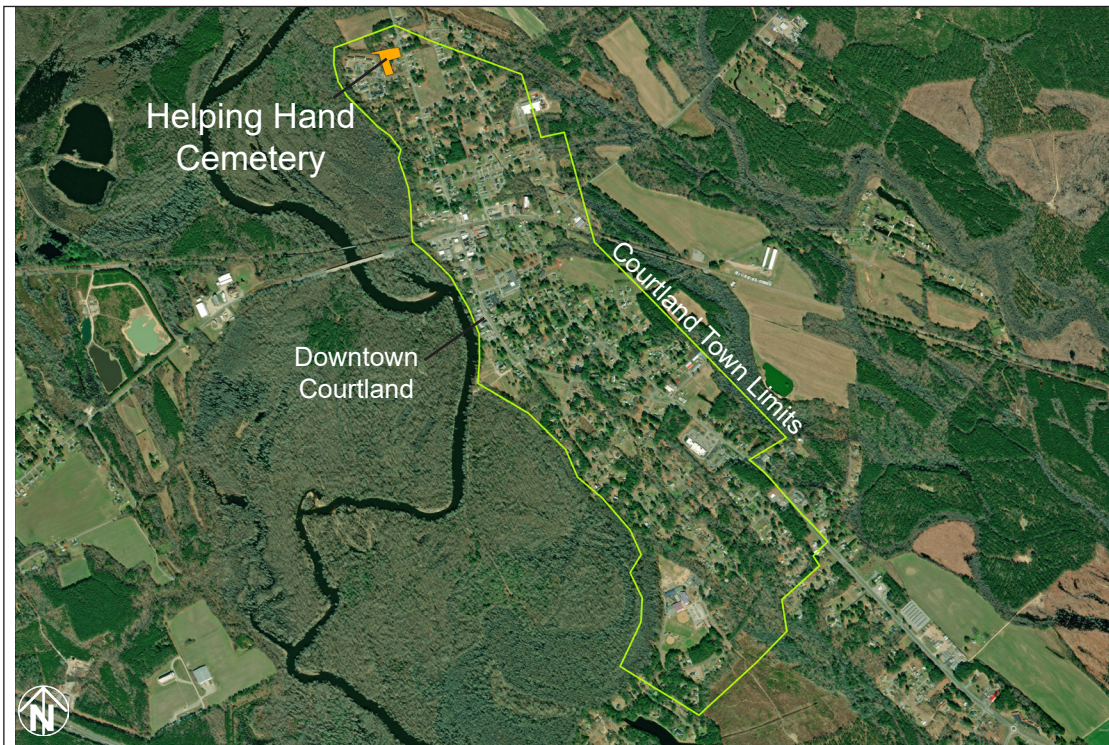 Helping Hand
Cemetery
Courtland Town Limits
Downtown
Courtland
N